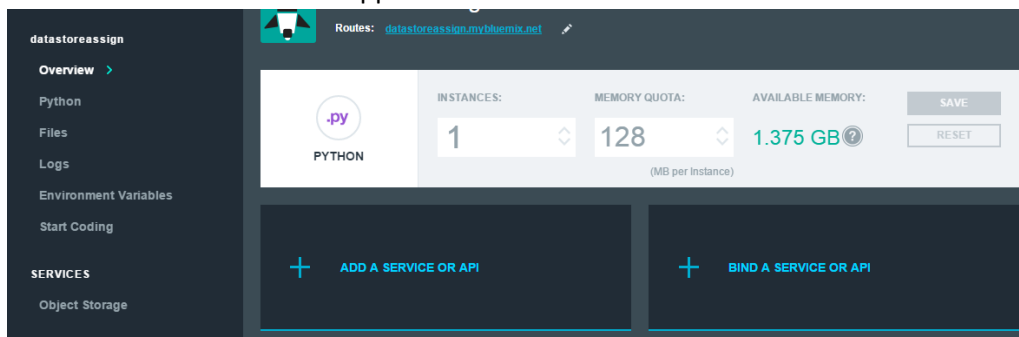 Routes: datastoreassign.mybluemix.net
datastoreassign
Overview >
Python
Files
Logs
Environment Variables
Start Coding
SERVICES
Object Storage
.py
PYTHON
INSTANCES:
1
MEMORY QUOTA:
128
(MB per Instance)
AVAILABLE MEMORY:
1.375 GB ?
SAVE
RESET
+ ADD A SERVICE OR API
+ BIND A SERVICE OR API